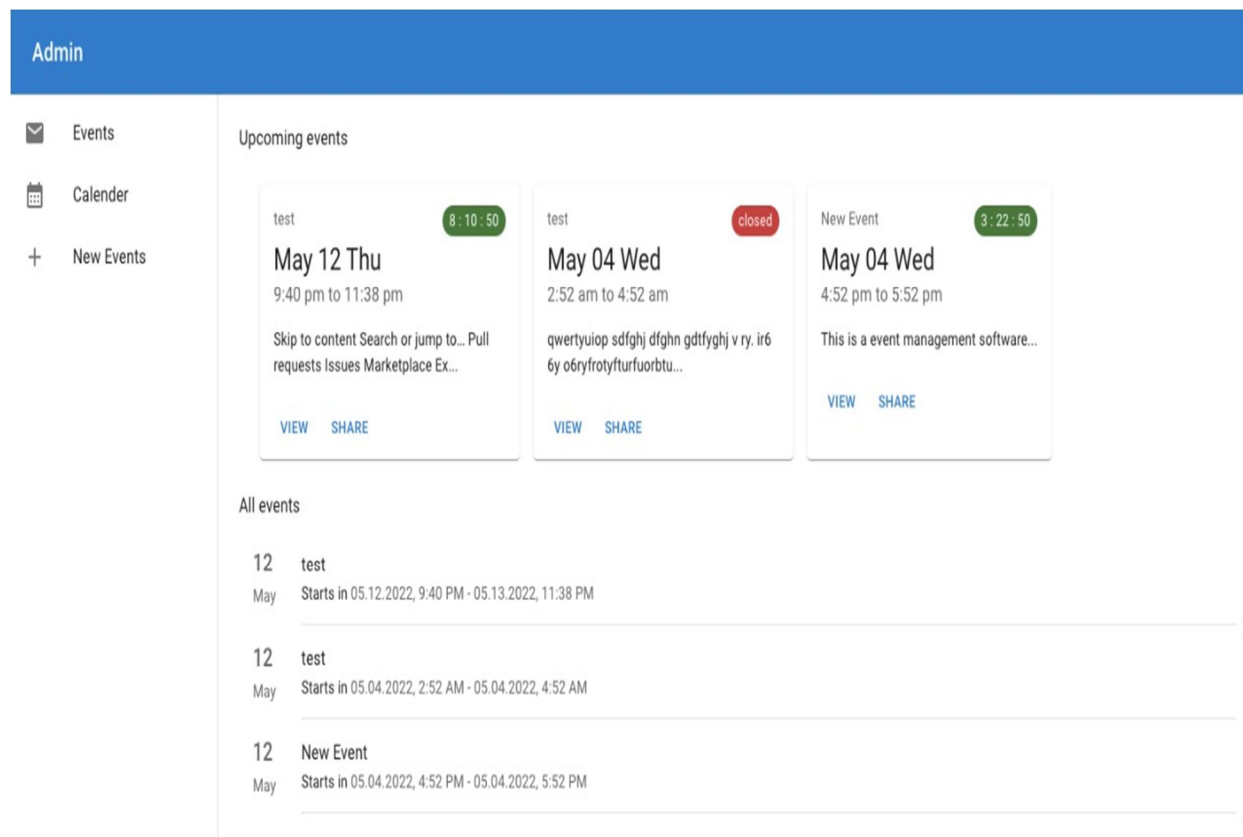 Admin
Events
Calender
New Events
Upcoming events
test
8 : 10 : 50
May 12 Thu
9:40 pm to 11:38 pm
Skip to content Search or jump to… Pull
requests Issues Marketplace Ex...
VIEW SHARE
test
closed
May 04 Wed
2:52 am to 4:52 am
qwertyuiop sdfghj dfghn gdtfyghj v ry. ir6
6y o6ryfrotyfturfuorbtu...
VIEW SHARE
New Event
3 : 22 : 50
May 04 Wed
4:52 pm to 5:52 pm
This is a event management software...
VIEW SHARE
All events
12
May
test
Starts in 05.12.2022, 9:40 PM - 05.13.2022, 11:38 PM
12
May
test
Starts in 05.04.2022, 2:52 AM - 05.04.2022, 4:52 AM
12
May
New Event
Starts in 05.04.2022, 4:52 PM - 05.04.2022, 5:52 PM